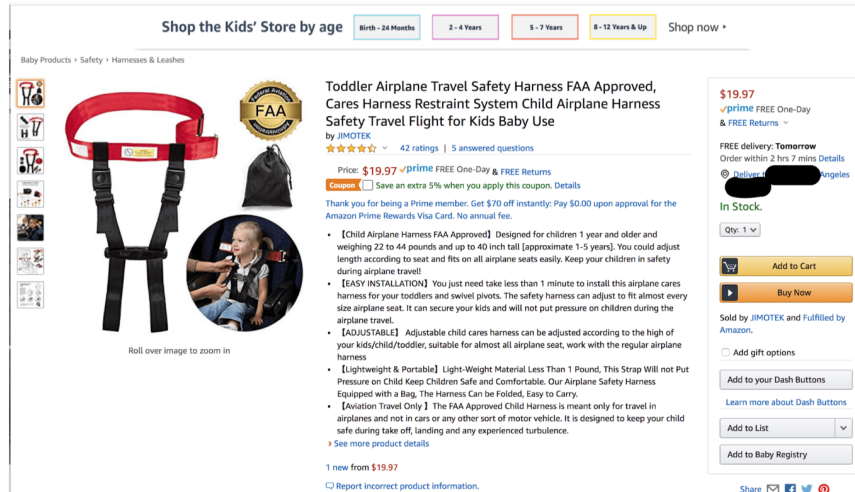 Shop the Kids' Store by age
Birth - 24 Months
2 - 4 Years
5 - 7 Years
8 - 12 Years & Up
Shop now ‣
Baby Products › Safety › Harnesses & Leashes
Toddler Airplane Travel Safety Harness FAA Approved,
Cares Harness Restraint System Child Airplane Harness
Safety Travel Flight for Kids Baby Use
by JIMOTEK
42 ratings | 5 answered questions
Price: $19.97 prime FREE One-Day & FREE Returns
Coupon Save an extra 5% when you apply this coupon. Details
Thank you for being a Prime member. Get $70 off instantly: Pay $0.00 upon approval for the
Amazon Prime Rewards Visa Card. No annual fee.
• 【Child Airplane Harness FAA Approved】Designed for children 1 year and older and
weighing 22 to 44 pounds and up to 40 inch tall [approximate 1-5 years]. You could adjust
length according to seat and fits on all airplane seats easily. Keep your children in safety
during airplane travel!
• 【EASY INSTALLATION】You just need take less than 1 minute to install this airplane cares
harness for your toddlers and swivel pivots. The safety harness can adjust to fit almost every
size airplane seat. It can secure your kids and will not put pressure on children during the
airplane travel.
• 【ADJUSTABLE】 Adjustable child cares harness can be adjusted according to the high of
your kids/child/toddler, suitable for almost all airplane seat, work with the regular airplane
harness
• 【Lightweight & Portable】Light-Weight Material Less Than 1 Pound, This Strap Will not Put
Pressure on Child Keep Children Safe and Comfortable. Our Airplane Safety Harness
Equipped with a Bag, The Harness Can be Folded, Easy to Carry.
• 【Aviation Travel Only 】The FAA Approved Child Harness is meant only for travel in
airplanes and not in cars or any other sort of motor vehicle. It is designed to keep your child
safe during take off, landing and any experienced turbulence.
› See more product details
1 new from $19.97
Report incorrect product information.
Federal Aviation
FAA
Roll over image to zoom in
$19.97
prime FREE One-Day
& FREE Returns
FREE delivery: Tomorrow
Order within 2 hrs 7 mins Details
Deliver
Angeles
In Stock.
Qty: 1
Add to Cart
Buy Now
Sold by JIMOTEK and Fulfilled by
Amazon.
Add gift options
Add to your Dash Buttons
Learn more about Dash Buttons
Add to List
Add to Baby Registry
Share